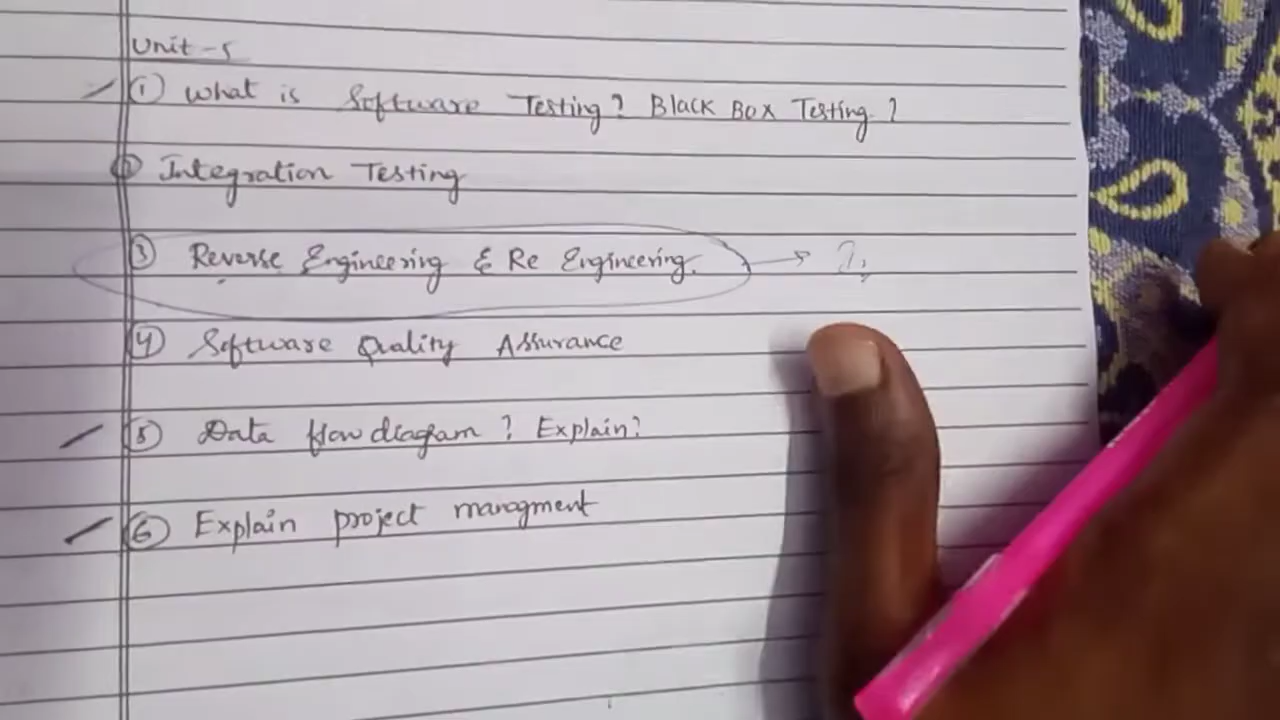 Unit - 5
① What is Software Testing? Black Box Testing?
② Integration Testing
③ Reverse Engineering & Re Engineering. →
④ Software Quality Assurance
⑤ Data flow diagram? Explain?
⑥ Explain project managment